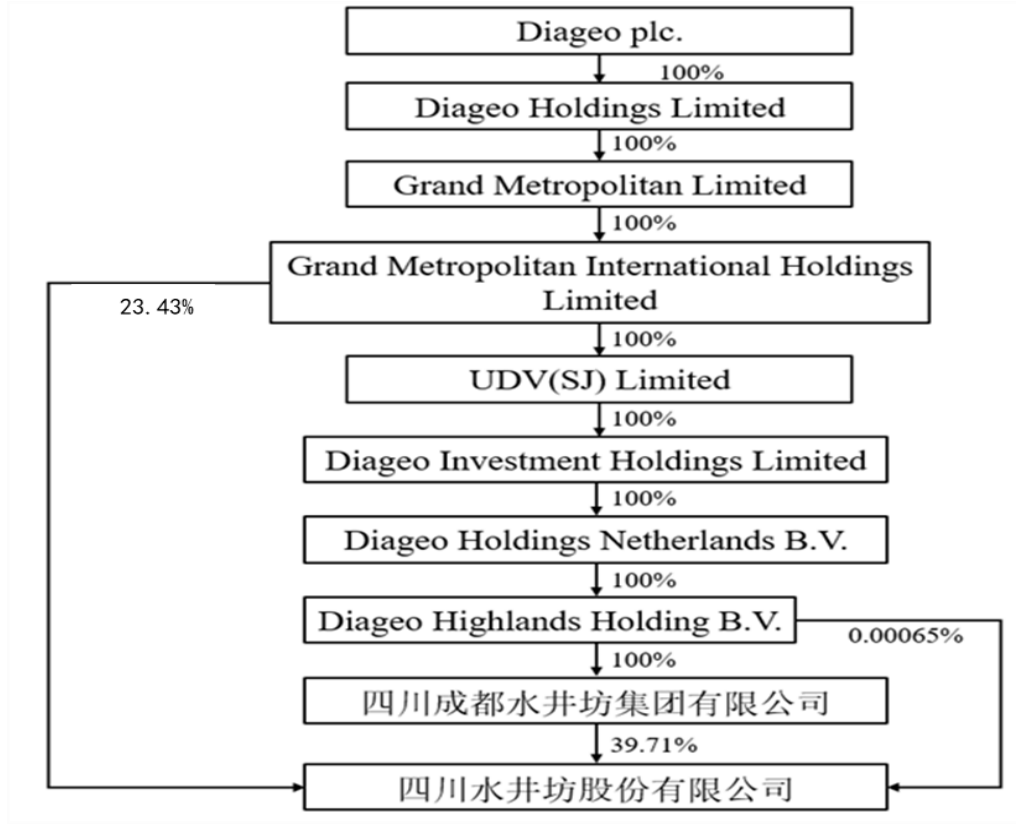 Diageo plc.
100%
Diageo Holdings Limited
100%
Grand Metropolitan Limited
100%
Grand Metropolitan International Holdings
Limited
23.43%
100%
UDV(SJ) Limited
100%
Diageo Investment Holdings Limited
100%
Diageo Holdings Netherlands B.V.
100%
Diageo Highlands Holding B.V.
0.00065%
100%
四川成都水井坊集团有限公司
39.71%
四川水井坊股份有限公司